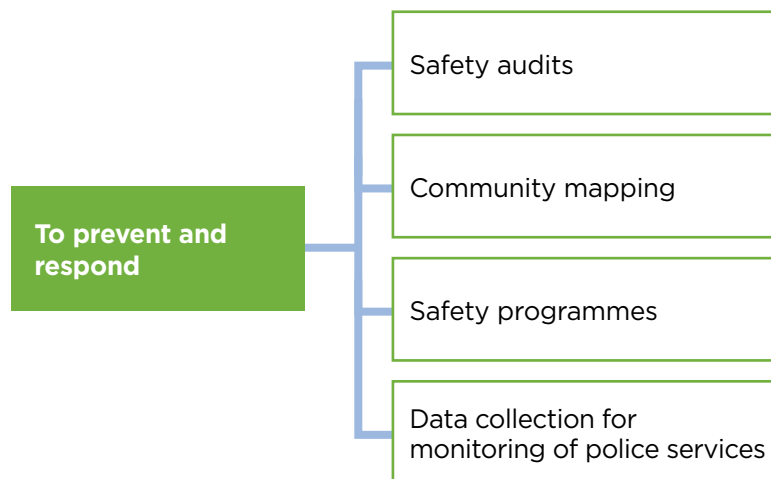 To prevent and
respond
Safety audits
Community mapping
Safety programmes
Data collection for
monitoring of police services